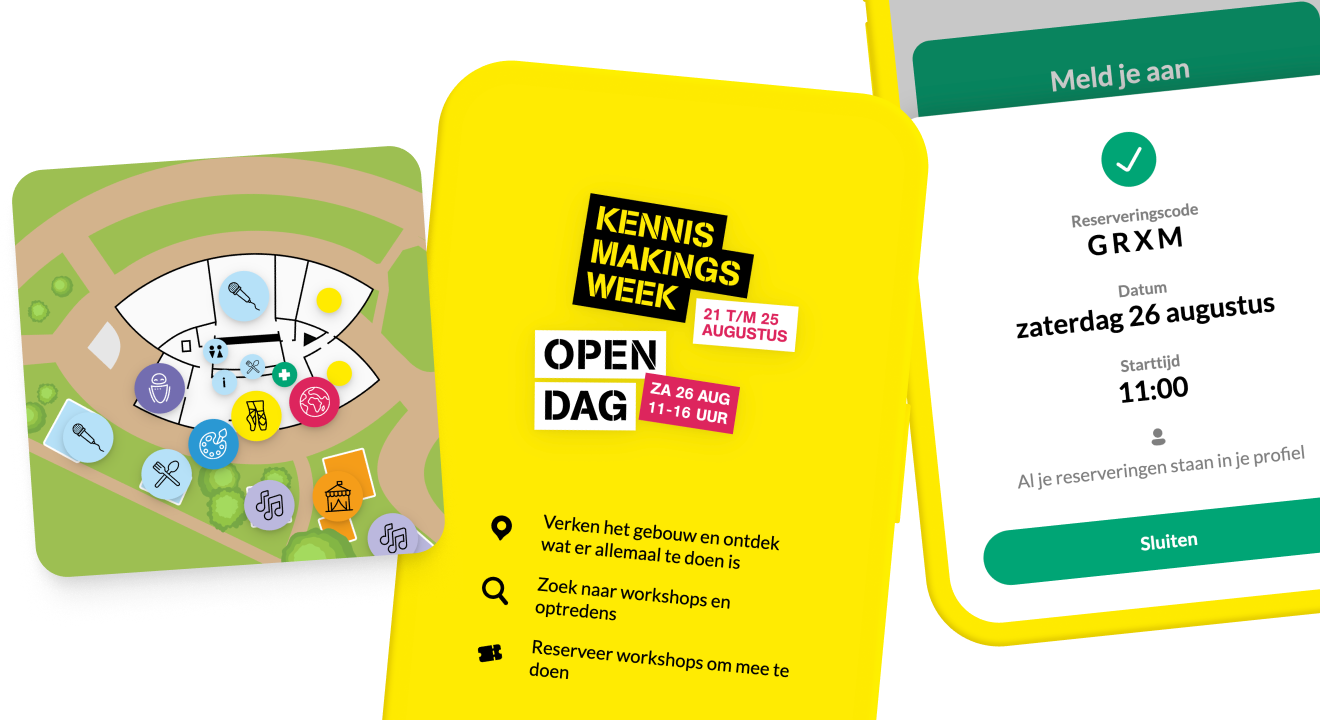 KENNIS
MAKINGS
WEEK
21 T/M 25
AUGUSTUS
OPEN
DAG
ZA 26 AUG
11-16 UUR
Verken het gebouw en ontdek
wat er allemaal te doen is
Zoek naar workshops en
optredens
Reserveer workshops om mee te
doen
Meld je aan
Reserveringscode
GRXM
Datum
zaterdag 26 augustus
Starttijd
11:00
Al je reserveringen staan in je profiel
Sluiten
i